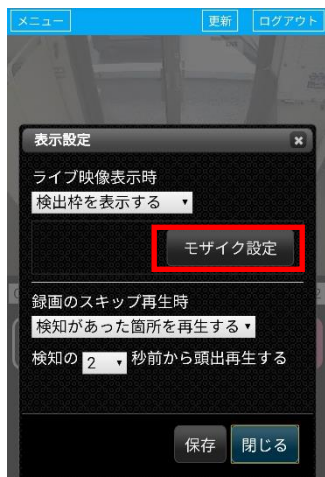 メニュー 更新 ログアウト
表示設定
ライブ映像表示時
検出枠を表示する
モザイク設定
録画のスキップ再生時
検知があった箇所を再生する
検知の 2 秒前から頭出再生する
保存 閉じる